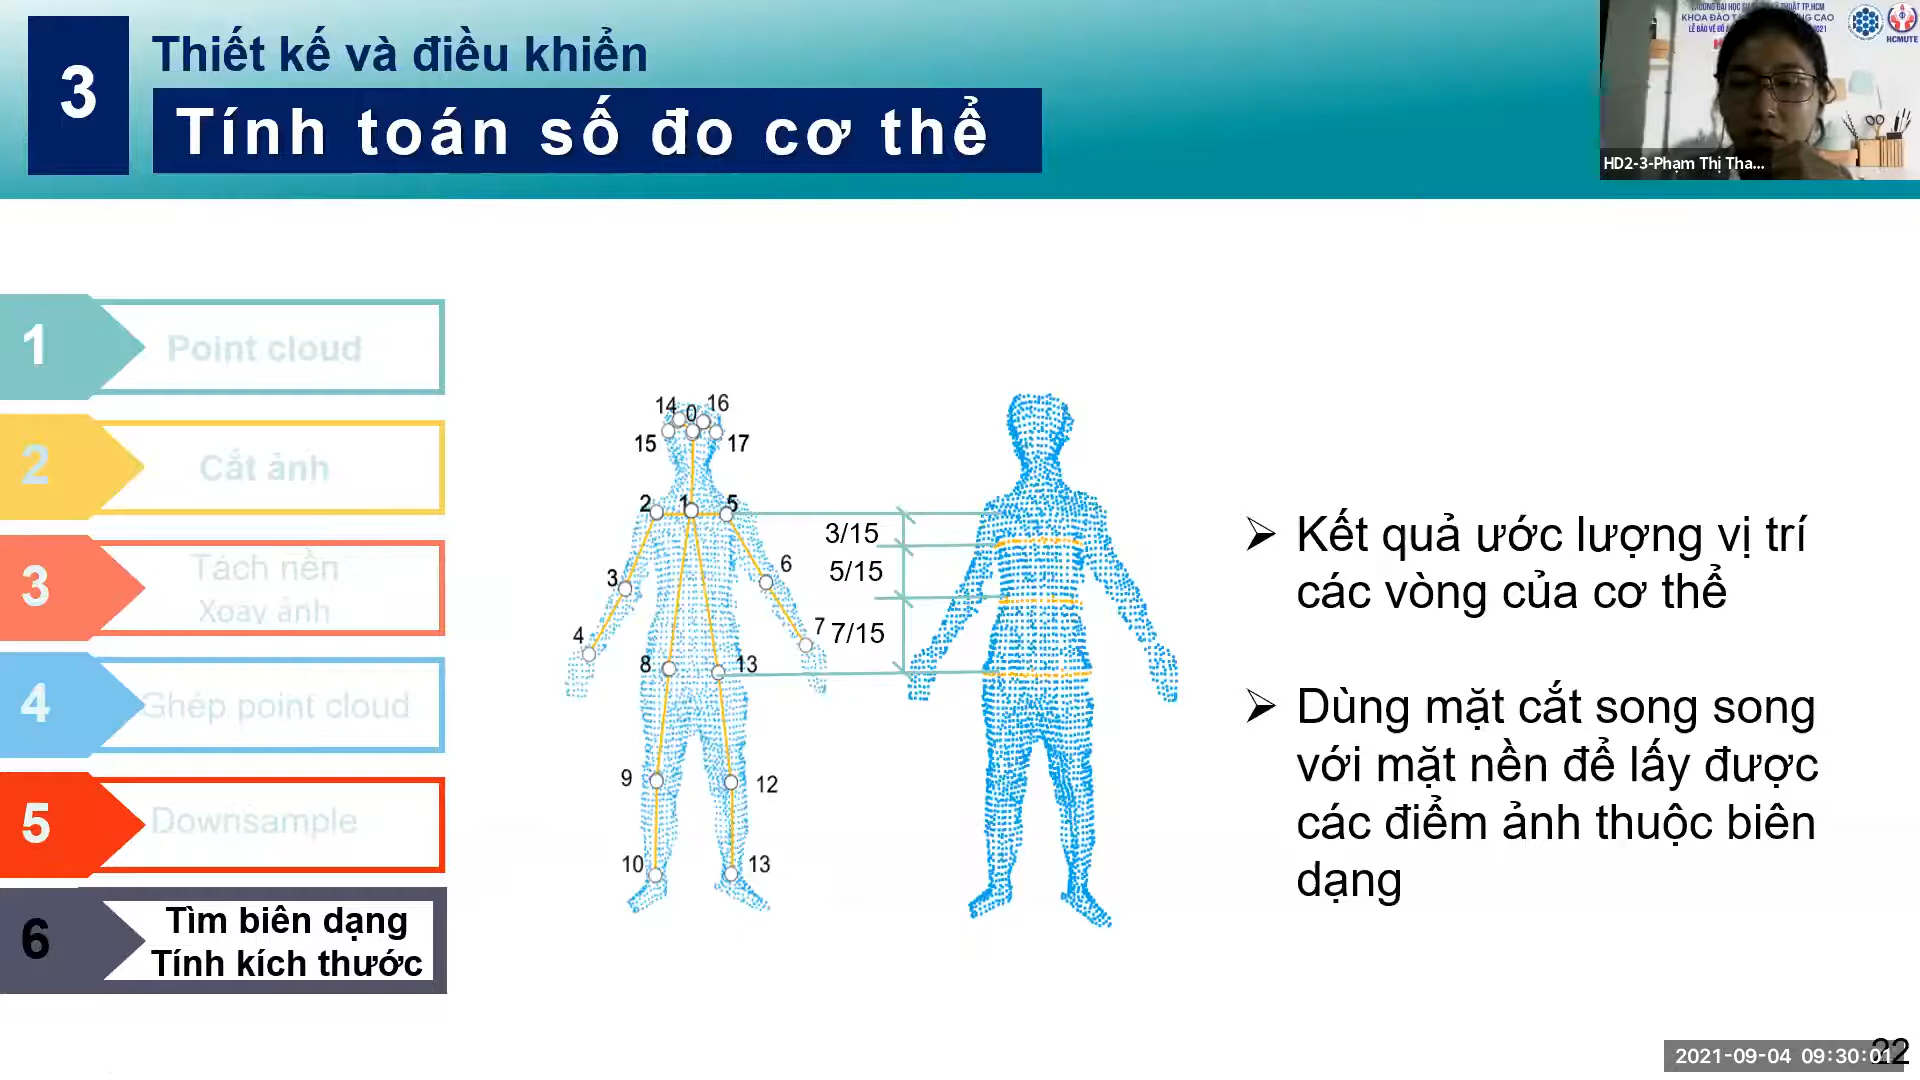 3
Thiết kế và điều khiển
Tính toán số đo cơ thể
KHOA ĐÀO
CAO
HCMUTE
HD2-3-Phạm Thị Tha...
1
Point cloud
2
Cắt ảnh
3
Tách nền
Xoay ảnh
4
Ghép point cloud
5
Downsample
6
Tìm biên dạng
Tính kích thước
14 0 16
15 17
2 1 5
3 6
4 7
8 13
9 12
10 13
3/15
5/15
7/15
➢ Kết quả ước lượng vị trí
các vòng của cơ thể
➢ Dùng mặt cắt song song
với mặt nền để lấy được
các điểm ảnh thuộc biên
dạng
22
2021-09-04 09:30:01